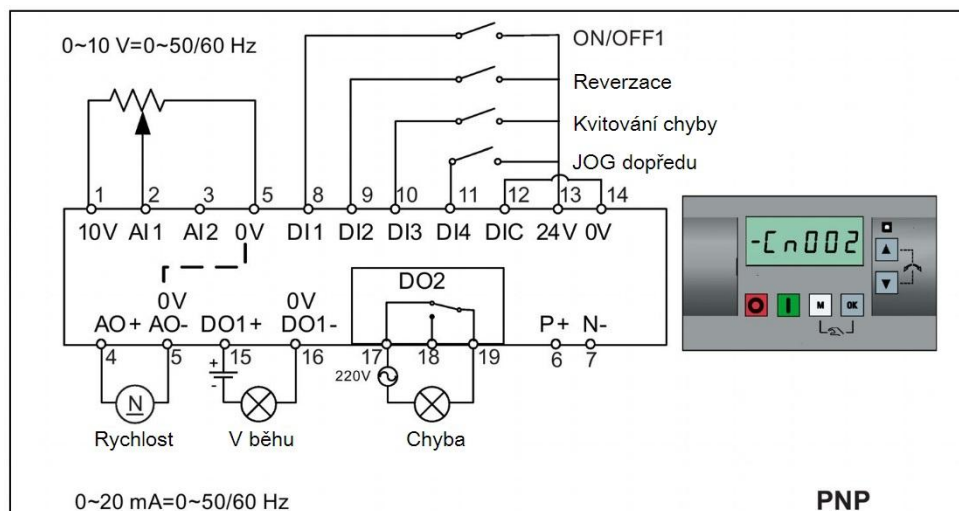 0~10 V=0~50/60 Hz
ON/OFF1
Reverzace
Kvitování chyby
JOG dopředu
1 2 3 5 8 9 10 11 12 13 14
10V AI1 AI2 0V DI1 DI2 DI3 DI4 DIC 24V 0V
-Cn002
M OK
DO2
0V 0V
AO+ AO- DO1+ DO1- P+ N-
4 5 15 16 17 18 19 6 7
+
-
220V
N
Rychlost V běhu Chyba
0~20 mA=0~50/60 Hz
PNP